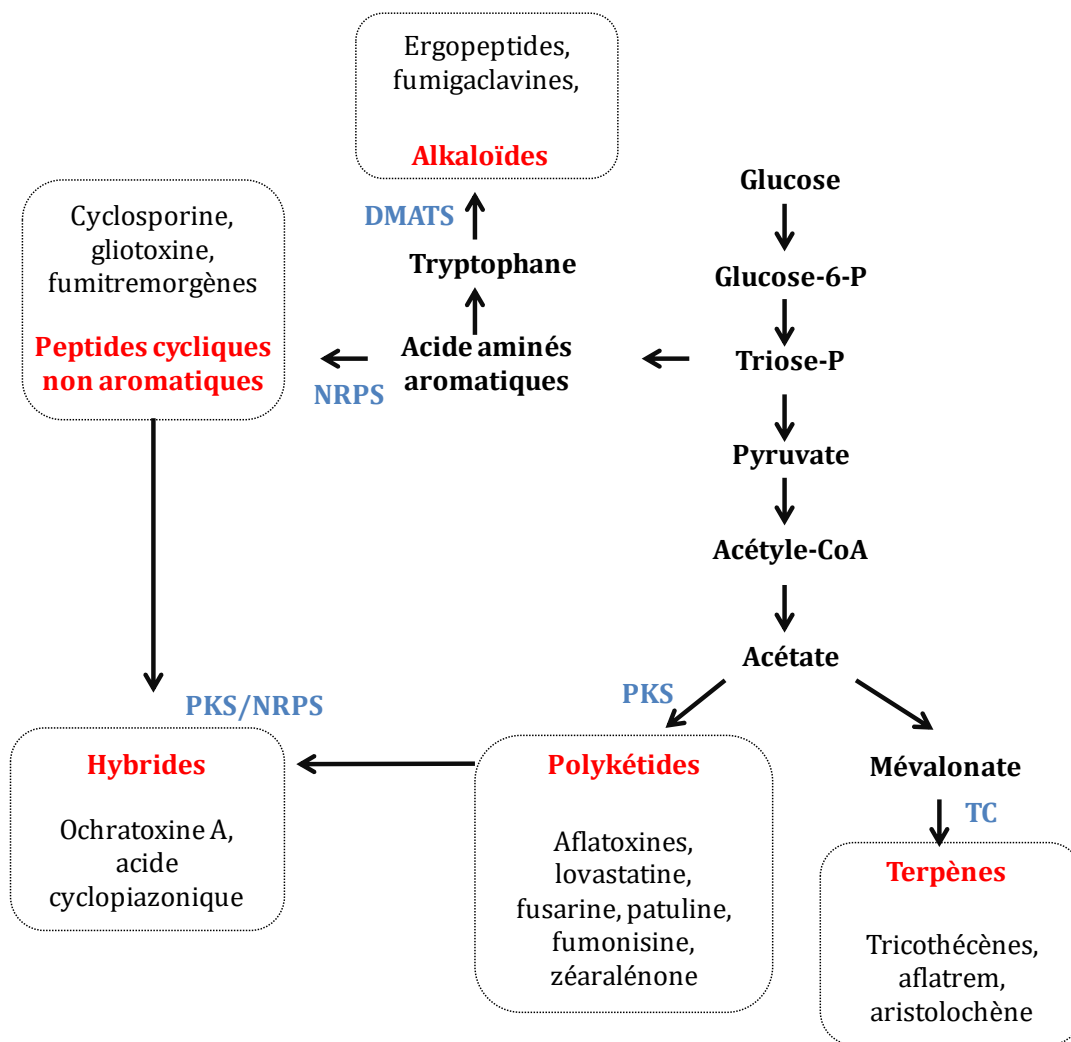 Ergopeptides,
fumigaclavines,
Alkaloïdes
Glucose
Cyclosporine,
gliotoxine,
fumitremorgènes
DMATS
Tryptophane
Glucose-6-P
Peptides cycliques
non aromatiques
NRPS
Acide aminés
aromatiques
Triose-P
Pyruvate
Acétyle-CoA
Acétate
PKS/NRPS
PKS
Hybrides
Ochratoxine A,
acide
cyclopiazonique
Polykétides
Aflatoxines,
lovastatine,
fusarine, patuline,
fumonisine,
zéaralénone
Mévalonate
TC
Terpènes
Tricothécènes,
aflatrem,
aristolochène